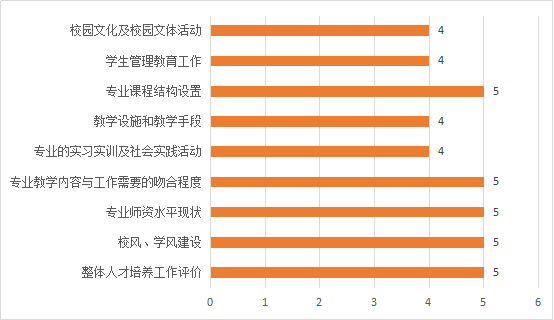 校园文化及校园文体活动 4
学生管理教育工作 4
专业课程结构设置 5
教学设施和教学手段 4
专业的实习实训及社会实践活动 4
专业教学内容与工作需要的吻合程度 5
专业师资水平现状 5
校风、学风建设 5
整体人才培养工作评价 5
0 1 2 3 4 5 6